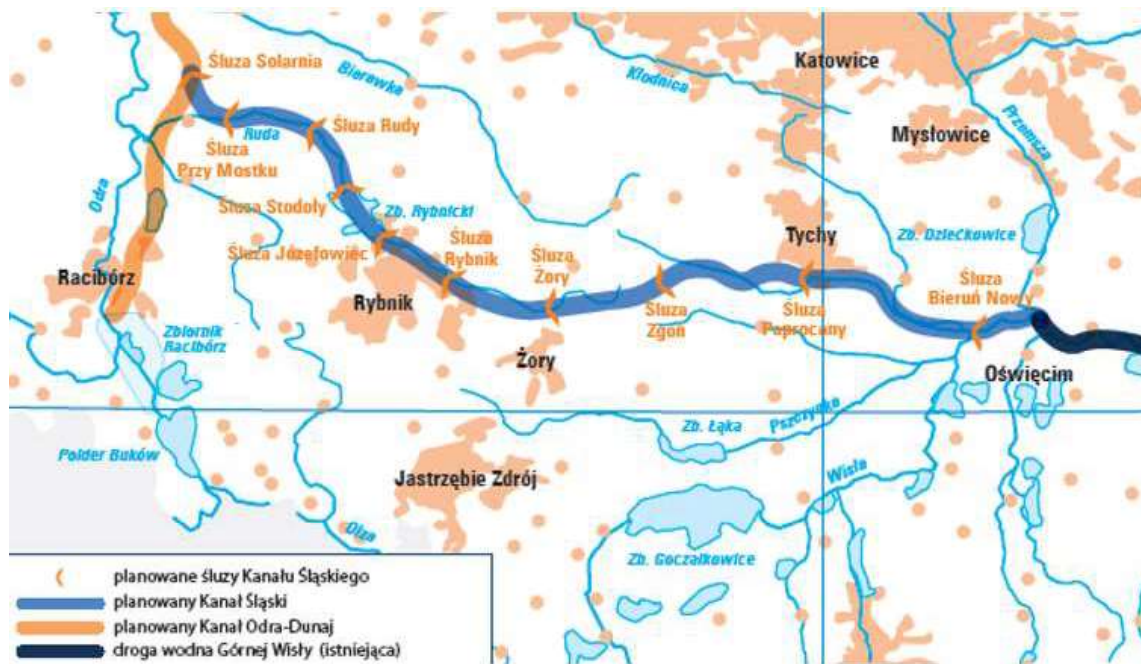 Katowice
Śluza Solarnia
Bierawka
Kłodnica
Mysłowice
Przemsza
Ruda
Śluza Rudy
Śluza
Przy Mostku
Odra
Śluza Stodoły
Zb. Rybnicki
Tychy
Zb. Dziećkowice
Śluza Józefowiec
Śluza
Rybnik
Śluza
Żory
Śluza
Bieruń Nowy
Racibórz
Rybnik
Śluza
Zgoń
Śluza
Paprocany
Zbiornik
Racibórz
Żory
Oświęcim
Pszczynka
Zb. Łąka
Polder Buków
Jastrzębie Zdrój
Wisła
Olza
Zb. Goczałkowice
planowane śluzy Kanału Śląskiego
planowany Kanał Śląski
planowany Kanał Odra-Dunaj
droga wodna Górnej Wisły (istniejąca)